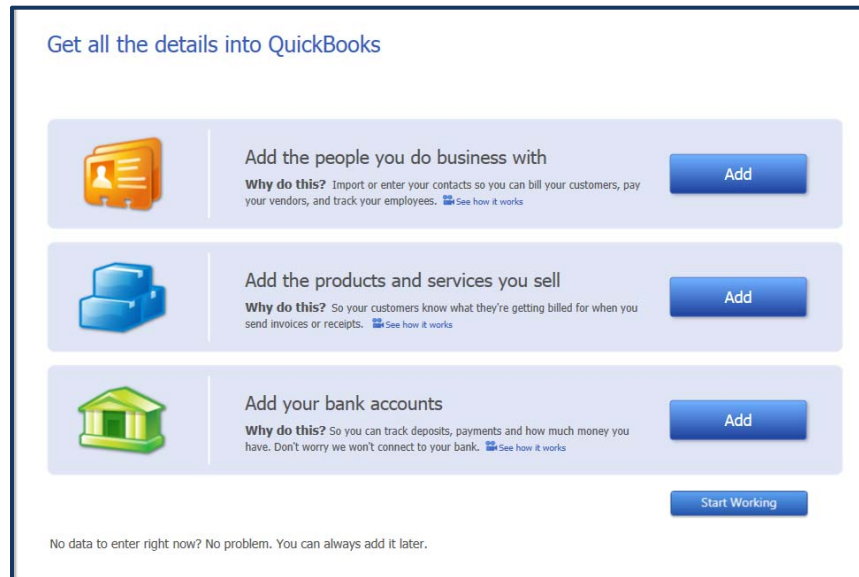 Get all the details into QuickBooks
Add the people you do business with
Why do this? Import or enter your contacts so you can bill your customers, pay
your vendors, and track your employees. See how it works
Add
Add the products and services you sell
Why do this? So your customers know what they're getting billed for when you
send invoices or receipts. See how it works
Add
Add your bank accounts
Why do this? So you can track deposits, payments and how much money you
have. Don't worry we won't connect to your bank. See how it works
Add
Start Working
No data to enter right now? No problem. You can always add it later.